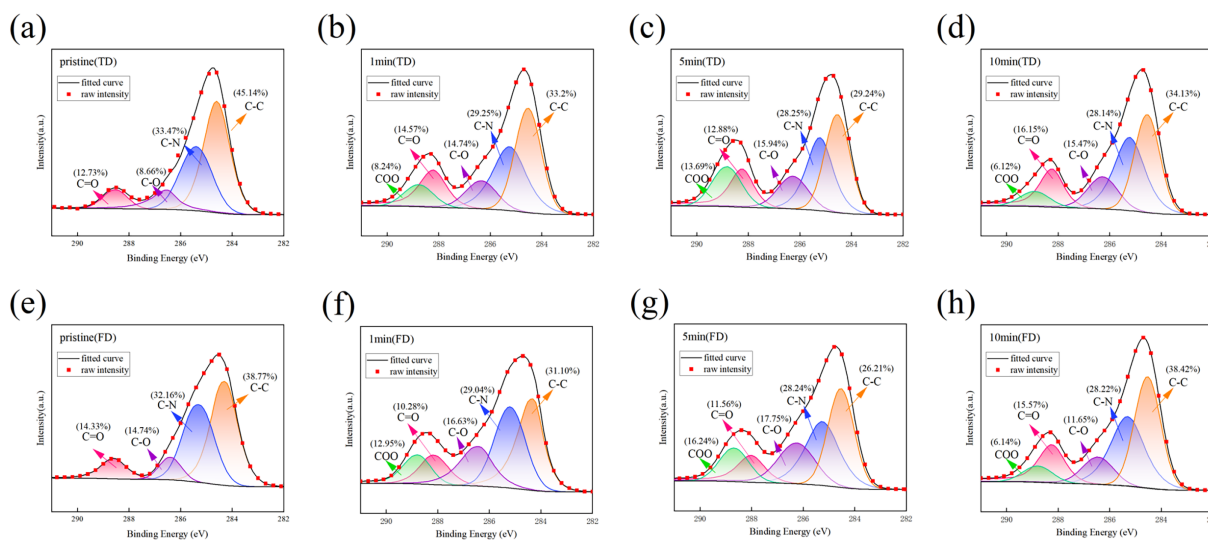 (a)
pristine(TD)
fitted curve
raw intensity
(45.14%)
C-C
(33.47%)
C-N
(8.66%)
C-O
(12.73%)
C=O
Intensity(a.u.)
290 288 286 284 282
Binding Energy (eV)
(b)
1min(TD)
fitted curve
raw intensity
(33.2%)
C-C
(29.25%)
C-N
(14.57%)
C=O
(14.74%)
C-O
(8.24%)
COO
Intensity(a.u.)
290 288 286 284 282
Binding Energy (eV)
(c)
5min(TD)
fitted curve
raw intensity
(29.24%)
C-C
(28.25%)
C-N
(12.88%)
C=O
(15.94%)
C-O
(13.69%)
COO
Intensity(a.u.)
290 288 286 284 282
Binding Energy (eV)
(d)
10min(TD)
fitted curve
raw intensity
(34.13%)
C-C
(28.14%)
C-N
(16.15%)
C=O
(15.47%)
C-O
(6.12%)
COO
Intensity(a.u.)
290 288 286 284 282
Binding Energy (eV)
(e)
pristine(FD)
fitted curve
raw intensity
(38.77%)
C-C
(32.16%)
C-N
(14.33%)
C=O
(14.74%)
C-O
Intensity(a.u.)
290 288 286 284 282
Binding Energy (eV)
(f)
1min(FD)
fitted curve
raw intensity
(31.10%)
C-C
(29.04%)
C-N
(10.28%)
C=O
(16.63%)
C-O
(12.95%)
COO
Intensity(a.u.)
290 288 286 284 282
Binding Energy (eV)
(g)
5min(FD)
fitted curve
raw intensity
(26.21%)
C-C
(28.24%)
C-N
(11.56%)
C=O
(17.75%)
C-O
(16.24%)
COO
Intensity(a.u.)
290 288 286 284 282
Binding Energy (eV)
(h)
10min(FD)
fitted curve
raw intensity
(38.42%)
C-C
(28.22%)
C-N
(15.57%)
C=O
(11.65%)
C-O
(6.14%)
COO
Intensity(a.u.)
290 288 286 284 282
Binding Energy (eV)